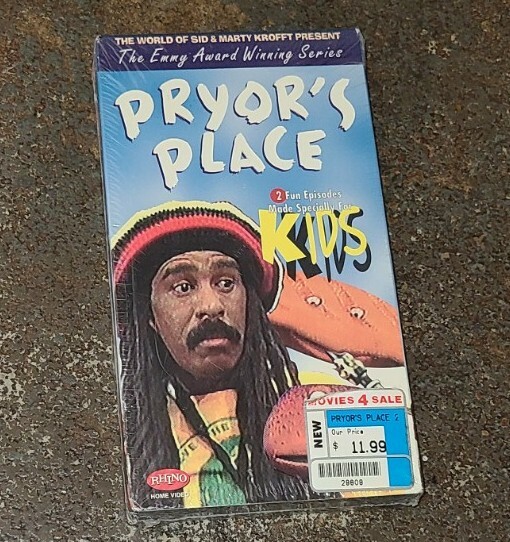 THE WORLD OF SID & MARTY KROFFT PRESENT
The Emmy Award Winning Series
PRYOR'S
PLACE
2 Fun Episodes
Made Specially For
KIDS
MOVIES 4 SALE
NEW
PRYOR'S PLACE 2
Our Price
$ 11.99
29809
RHINO
HOME VIDEO